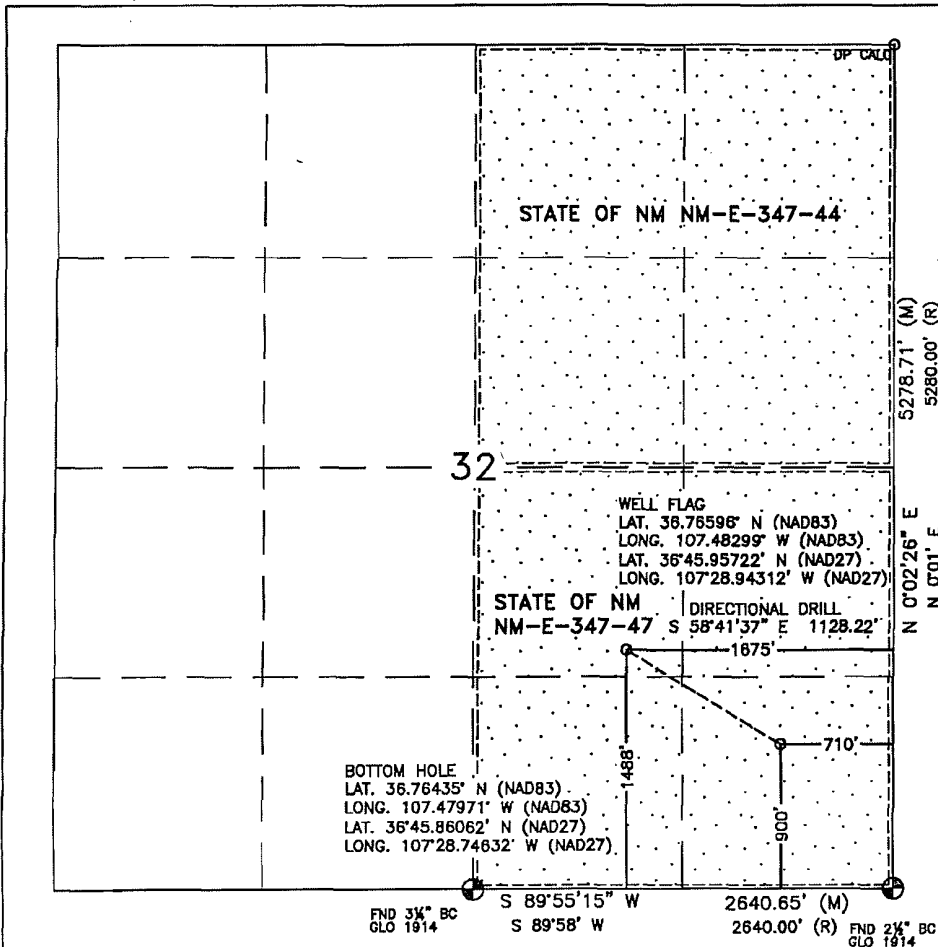 DP CALC
STATE OF NM NM-E-347-44
5278.71' (M)
5280.00' (R)
32
WELL FLAG
LAT. 36.76598° N (NAD83)
LONG. 107.48299° W (NAD83)
LAT. 36°45.95722' N (NAD27)
LONG. 107°28.94312' W (NAD27)
N 0°02'26" E
N 0°01' E
STATE OF NM
NM-E-347-47
DIRECTIONAL DRILL
S 58°41'37" E 1128.22'
1675'
710'
1488'
900'
BOTTOM HOLE
LAT. 36.76435° N (NAD83)
LONG. 107.47971° W (NAD83)
LAT. 36°45.86062' N (NAD27)
LONG. 107°28.74632' W (NAD27)
S 89°55'15" W 2640.65' (M)
S 89°58' W 2640.00' (R)
FND 3¼" BC
GLO 1914
FND 2½" BC
GLO 1914